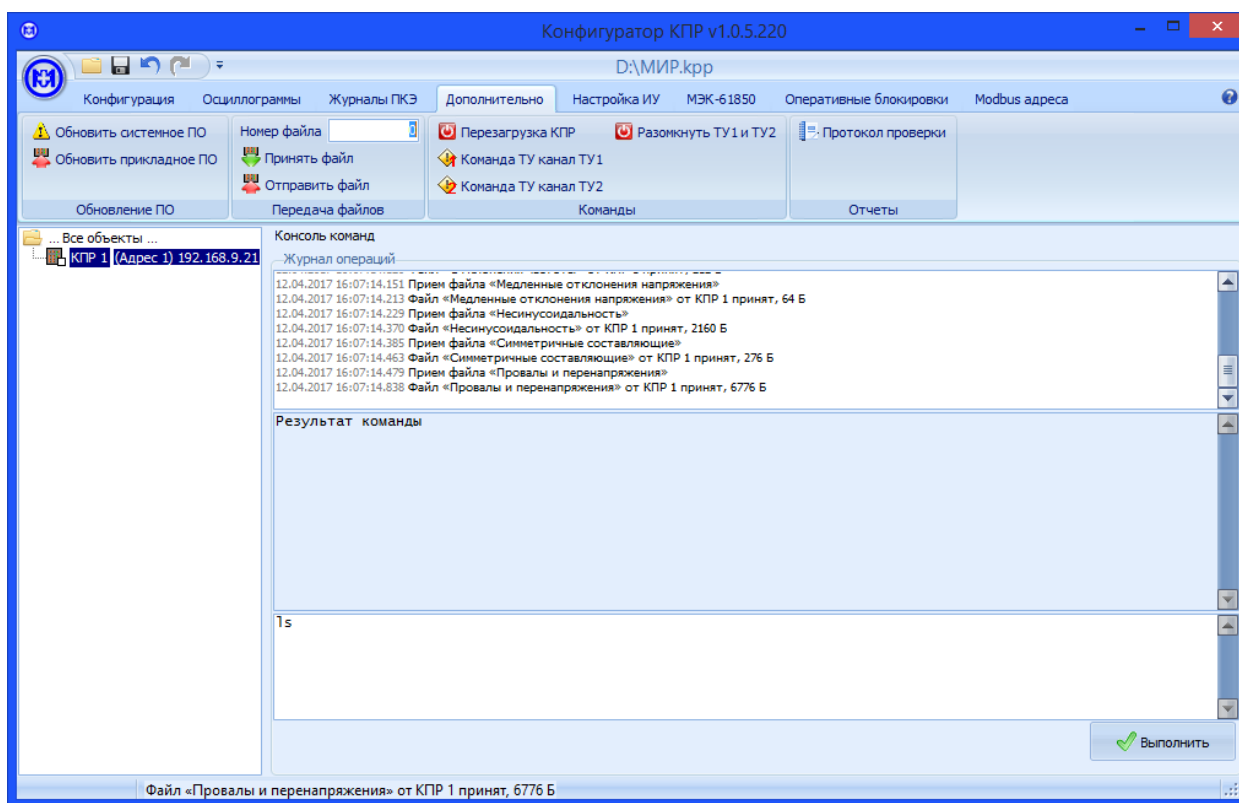 Конфигуратор КПР v1.0.5.220
D:\МИР.kpp
Конфигурация Осциллограммы Журналы ПКЭ Дополнительно Настройка ИУ МЭК-61850 Оперативные блокировки Modbus адреса
Обновить системное ПО
Обновить прикладное ПО
Обновление ПО
Номер файла 0
Принять файл
Отправить файл
Передача файлов
Перезагрузка КПР Разомкнуть ТУ1 и ТУ2
Команда ТУ канал ТУ1
Команда ТУ канал ТУ2
Команды
Протокол проверки
Отчеты
... Все объекты ...
КПР 1 (Адрес 1) 192.168.9.21
Консоль команд
Журнал операций
12.04.2017 16:07:14.151 Прием файла «Медленные отклонения напряжения»
12.04.2017 16:07:14.213 Файл «Медленные отклонения напряжения» от КПР 1 принят, 64 Б
12.04.2017 16:07:14.229 Прием файла «Несинусоидальность»
12.04.2017 16:07:14.370 Файл «Несинусоидальность» от КПР 1 принят, 2160 Б
12.04.2017 16:07:14.385 Прием файла «Симметричные составляющие»
12.04.2017 16:07:14.463 Файл «Симметричные составляющие» от КПР 1 принят, 276 Б
12.04.2017 16:07:14.479 Прием файла «Провалы и перенапряжения»
12.04.2017 16:07:14.838 Файл «Провалы и перенапряжения» от КПР 1 принят, 6776 Б
Результат команды
ls
Выполнить
Файл «Провалы и перенапряжения» от КПР 1 принят, 6776 Б